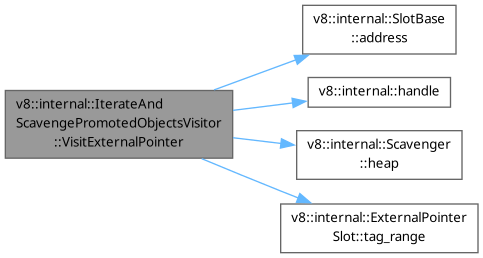 v8::internal::IterateAnd
ScavengePromotedObjectsVisitor
::VisitExternalPointer
v8::internal::SlotBase
::address
v8::internal::handle
v8::internal::Scavenger
::heap
v8::internal::ExternalPointer
Slot::tag_range